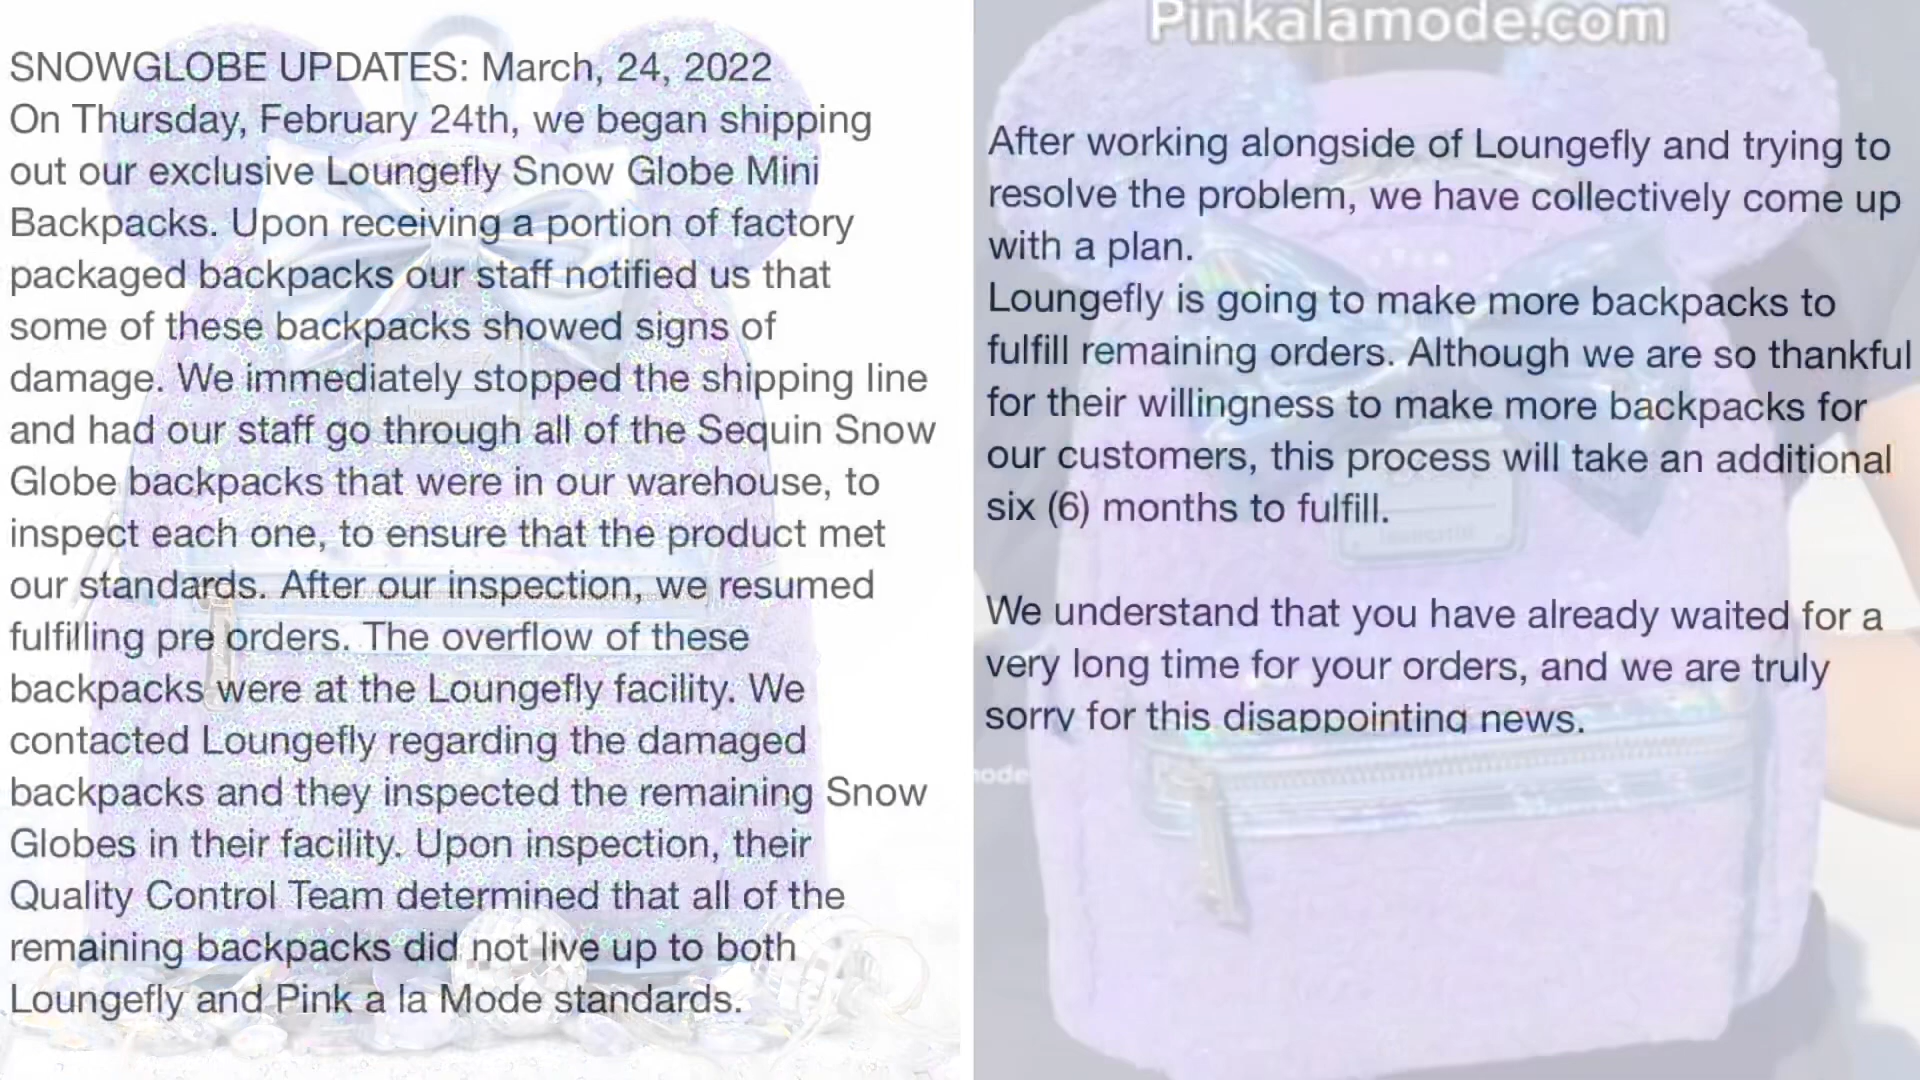 SNOWGLOBE UPDATES: March, 24, 2022
On Thursday, February 24th, we began shipping
out our exclusive Loungefly Snow Globe Mini
Backpacks. Upon receiving a portion of factory
packaged backpacks our staff notified us that
some of these backpacks showed signs of
damage. We immediately stopped the shipping line
and had our staff go through all of the Sequin Snow
Globe backpacks that were in our warehouse, to
inspect each one, to ensure that the product met
our standards. After our inspection, we resumed
fulfilling pre orders. The overflow of these
backpacks were at the Loungefly facility. We
contacted Loungefly regarding the damaged
backpacks and they inspected the remaining Snow
Globes in their facility. Upon inspection, their
Quality Control Team determined that all of the
remaining backpacks did not live up to both
Loungefly and Pink a la Mode standards.
Pinkalamode.com
After working alongside of Loungefly and trying to
resolve the problem, we have collectively come up
with a plan.
Loungefly is going to make more backpacks to
fulfill remaining orders. Although we are so thankful
for their willingness to make more backpacks for
our customers, this process will take an additional
six (6) months to fulfill.
We understand that you have already waited for a
very long time for your orders, and we are truly
sorry for this disappointing news.